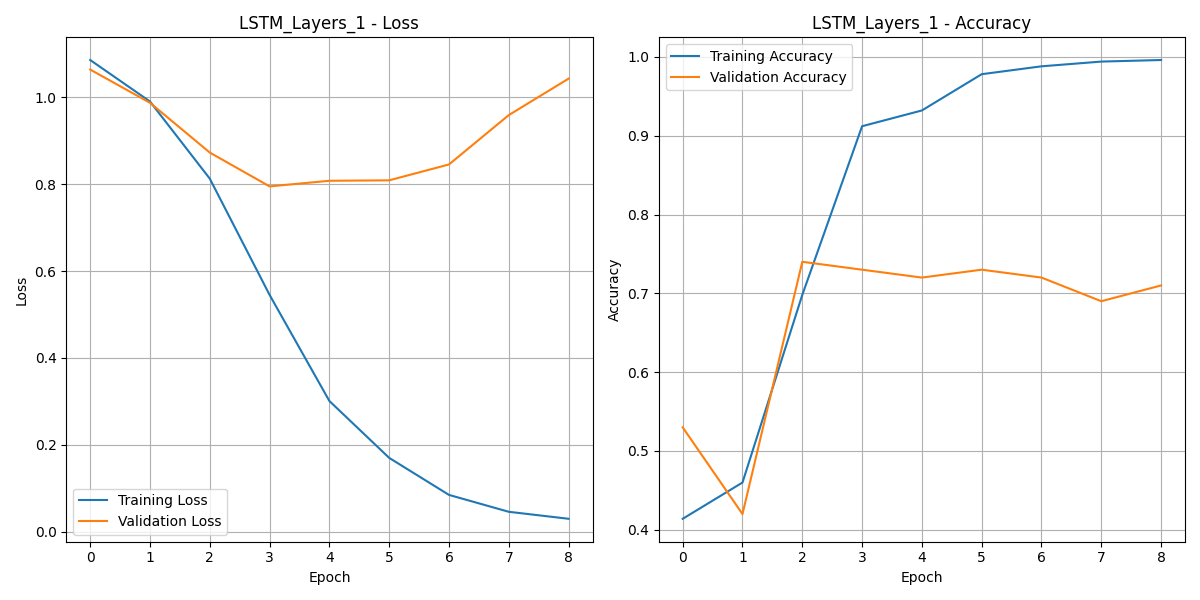 LSTM_Layers_1 - Loss
1.0
0.8
0.6
0.4
0.2
0.0
Loss
Training Loss
Validation Loss
0 1 2 3 4 5 6 7 8
Epoch
LSTM_Layers_1 - Accuracy
Training Accuracy
Validation Accuracy
1.0
0.9
0.8
0.7
0.6
0.5
0.4
Accuracy
0 1 2 3 4 5 6 7 8
Epoch